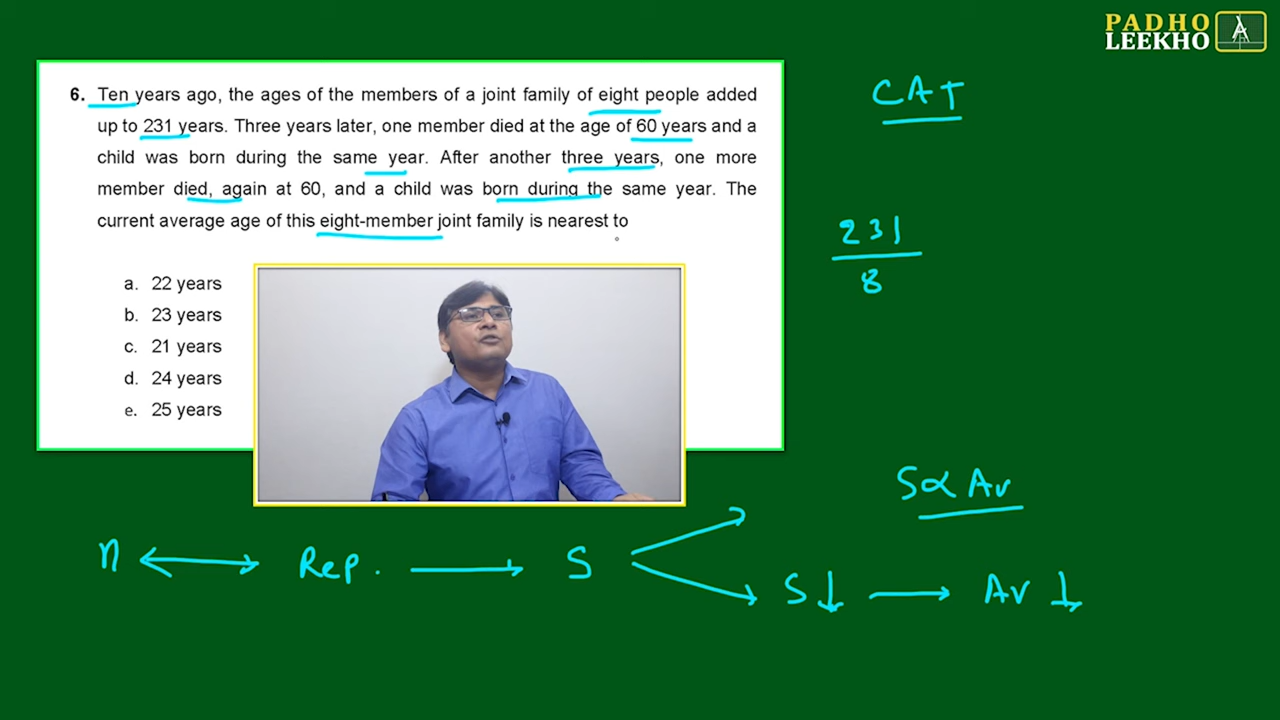 PADHO
LEEKHO
6. Ten years ago, the ages of the members of a joint family of eight people added
up to 231 years. Three years later, one member died at the age of 60 years and a
child was born during the same year. After another three years, one more
member died, again at 60, and a child was born during the same year. The
current average age of this eight-member joint family is nearest to
a. 22 years
b. 23 years
c. 21 years
d. 24 years
e. 25 years
CAT
231
8
S∝Av
n ↔ Rep. → S
S↓ → Av↓